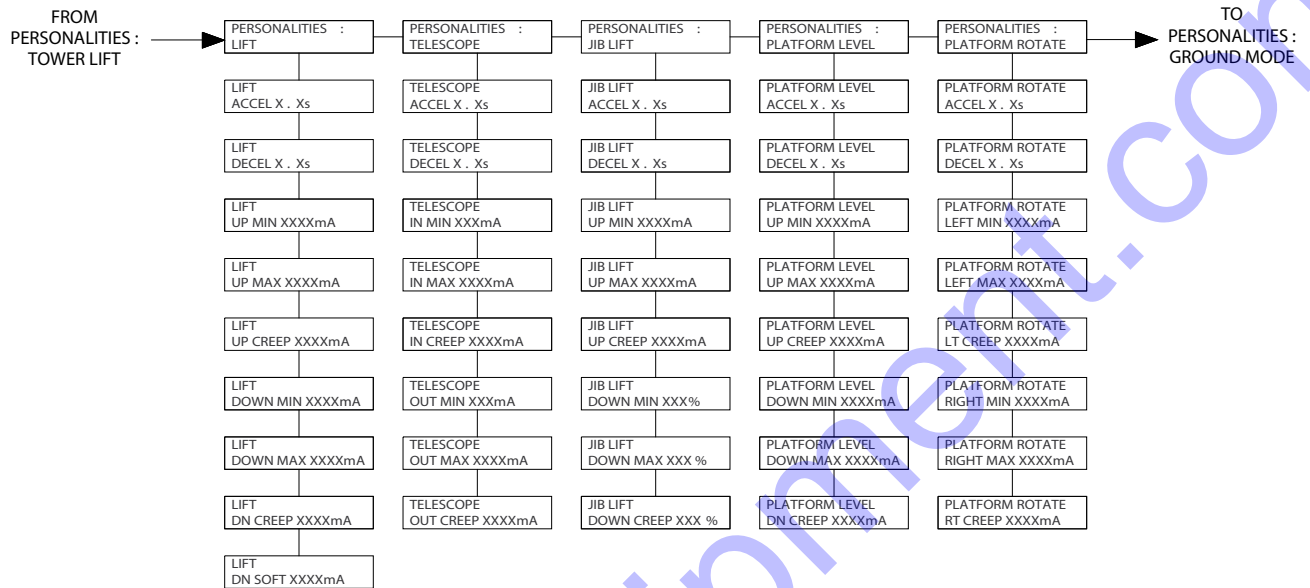 FROM
PERSONALITIES :
TOWER LIFT
PERSONALITIES :
LIFT
LIFT
ACCEL X . Xs
LIFT
DECEL X . Xs
LIFT
UP MIN XXXXmA
LIFT
UP MAX XXXXmA
LIFT
UP CREEP XXXXmA
LIFT
DOWN MIN XXXXmA
LIFT
DOWN MAX XXXXmA
LIFT
DN CREEP XXXXmA
LIFT
DN SOFT XXXXmA
PERSONALITIES :
TELESCOPE
TELESCOPE
ACCEL X . Xs
TELESCOPE
DECEL X . Xs
TELESCOPE
IN MIN XXXmA
TELESCOPE
IN MAX XXXmA
TELESCOPE
IN CREEP XXXXmA
TELESCOPE
OUT MIN XXXmA
TELESCOPE
OUT MAX XXXmA
TELESCOPE
OUT CREEP XXXXmA
PERSONALITIES :
JIB LIFT
JIB LIFT
ACCEL X . Xs
JIB LIFT
DECEL X . Xs
JIB LIFT
UP MIN XXXXmA
JIB LIFT
UP MAX XXXXmA
JIB LIFT
UP CREEP XXXXmA
JIB LIFT
DOWN MIN XXX%
JIB LIFT
DOWN MAX XXX %
JIB LIFT
DOWN CREEP XXX %
PERSONALITIES :
PLATFORM LEVEL
PLATFORM LEVEL
ACCEL X . Xs
PLATFORM LEVEL
DECEL X . Xs
PLATFORM LEVEL
UP MIN XXXXmA
PLATFORM LEVEL
UP MAX XXXXmA
PLATFORM LEVEL
UP CREEP XXXXmA
PLATFORM LEVEL
DOWN MIN XXXXmA
PLATFORM LEVEL
DOWN MAX XXXXmA
PLATFORM LEVEL
DN CREEP XXXXmA
PERSONALITIES :
PLATFORM ROTATE
PLATFORM ROTATE
ACCEL X . Xs
PLATFORM ROTATE
DECEL X . Xs
PLATFORM ROTATE
LEFT MIN XXXXmA
PLATFORM ROTATE
LEFT MAX XXXXmA
PLATFORM ROTATE
LT CREEP XXXXmA
PLATFORM ROTATE
RIGHT MIN XXXXmA
PLATFORM ROTATE
RIGHT MAX XXXXmA
PLATFORM ROTATE
RT CREEP XXXXmA
TO
PERSONALITIES :
GROUND MODE